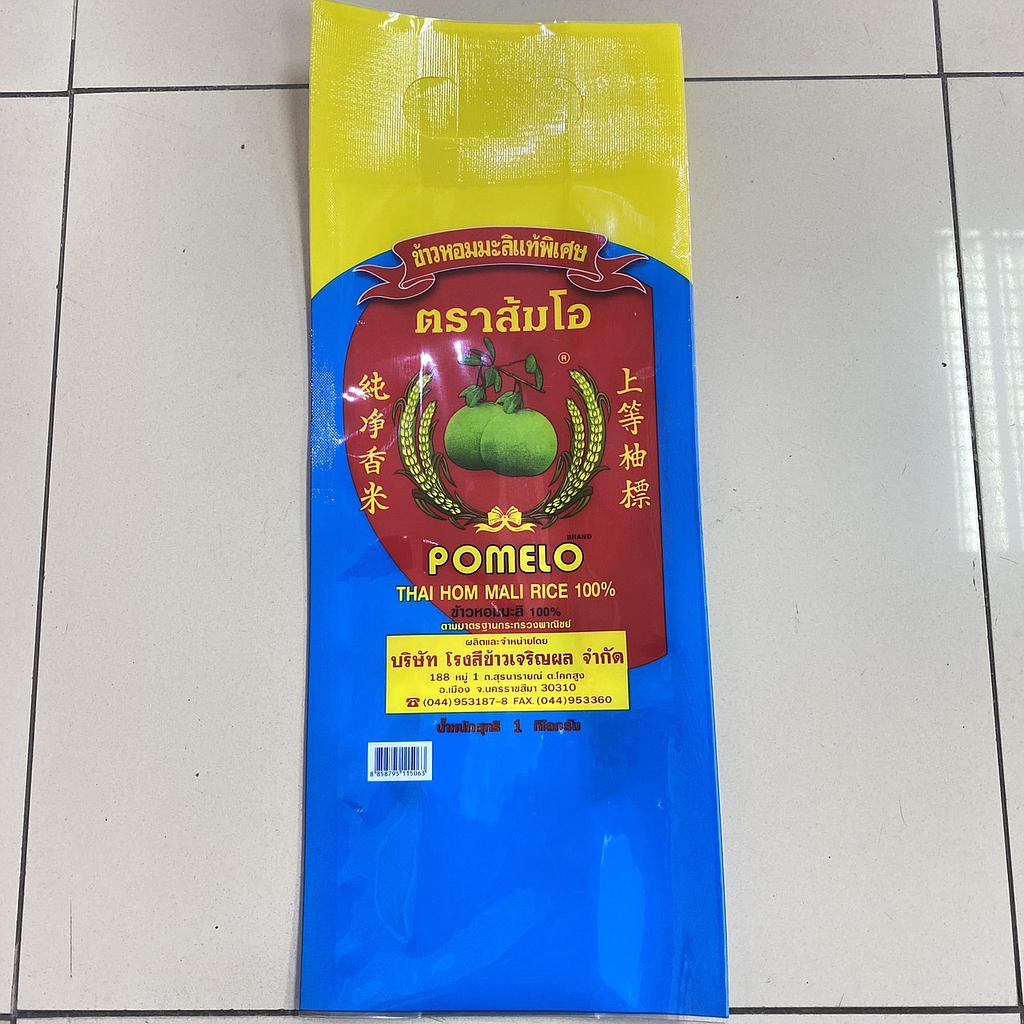 ข้าวหอมมะลิแท้พิเศษ
ตราส้มโอ
®
純净香米
上等柚標
BRAND
POMELO
THAI HOM MALI RICE 100%
ข้าวหอมมะลิ 100%
ตามมาตรฐานกระทรวงพาณิชย์
ผลิตและจำหน่ายโดย
บริษัท โรงสีข้าวเจริญผล จำกัด
188 หมู่ 1 ถ.สุรนารายณ์ ต.โคกสูง
อ.เมือง จ.นครราชสีมา 30310
☎ (044) 953187-8 FAX. (044) 953360
น้ำหนักสุทธิ 1 กิโลกรัม
8 858795 115063